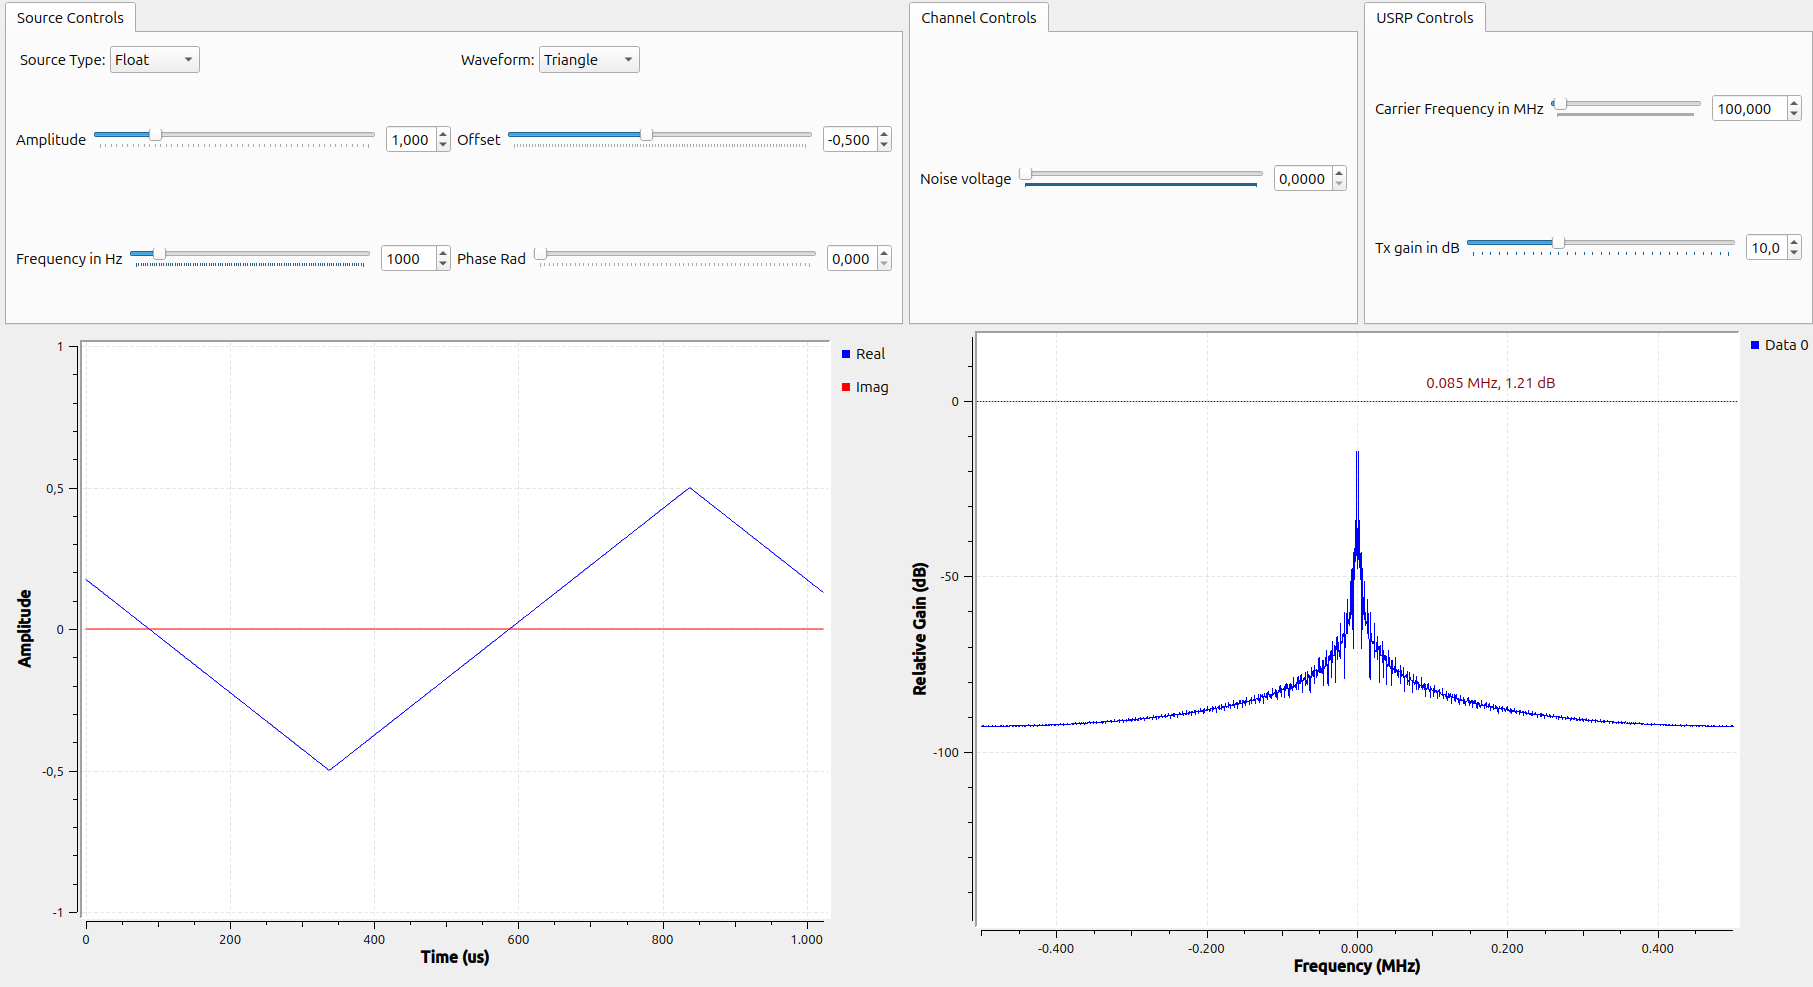 Source Controls
Source Type: Float
Waveform: Triangle
Amplitude 1,000
Offset -0,500
Frequency in Hz 1000
Phase Rad 0,000
Channel Controls
Noise voltage 0,0000
USRP Controls
Carrier Frequency in MHz 100,000
Tx gain in dB 10,0
1
0,5
0
-0,5
-1
Amplitude
0 200 400 600 800 1.000
Time (us)
Real
Imag
0
-50
-100
Relative Gain (dB)
0.085 MHz, 1.21 dB
-0.400 -0.200 0.000 0.200 0.400
Frequency (MHz)
Data 0